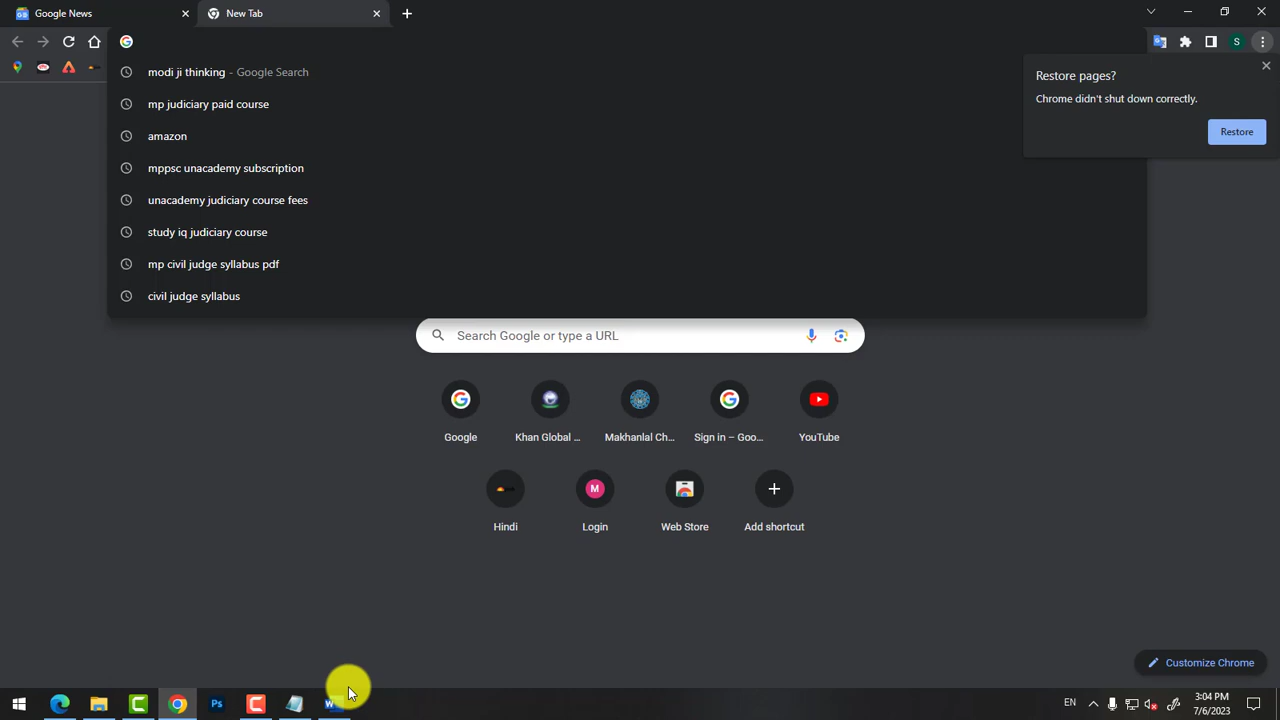 Google News
New Tab
modi ji thinking - Google Search
mp judiciary paid course
amazon
mppsc unacademy subscription
unacademy judiciary course fees
study iq judiciary course
mp civil judge syllabus pdf
civil judge syllabus
S
Restore pages?
Chrome didn't shut down correctly.
Restore
Search Google or type a URL
Google
Khan Global ...
Makhanlal Ch...
Sign in – Goo...
YouTube
M
Hindi
Login
Web Store
Add shortcut
Customize Chrome
Ps
W
EN
3:04 PM
7/6/2023